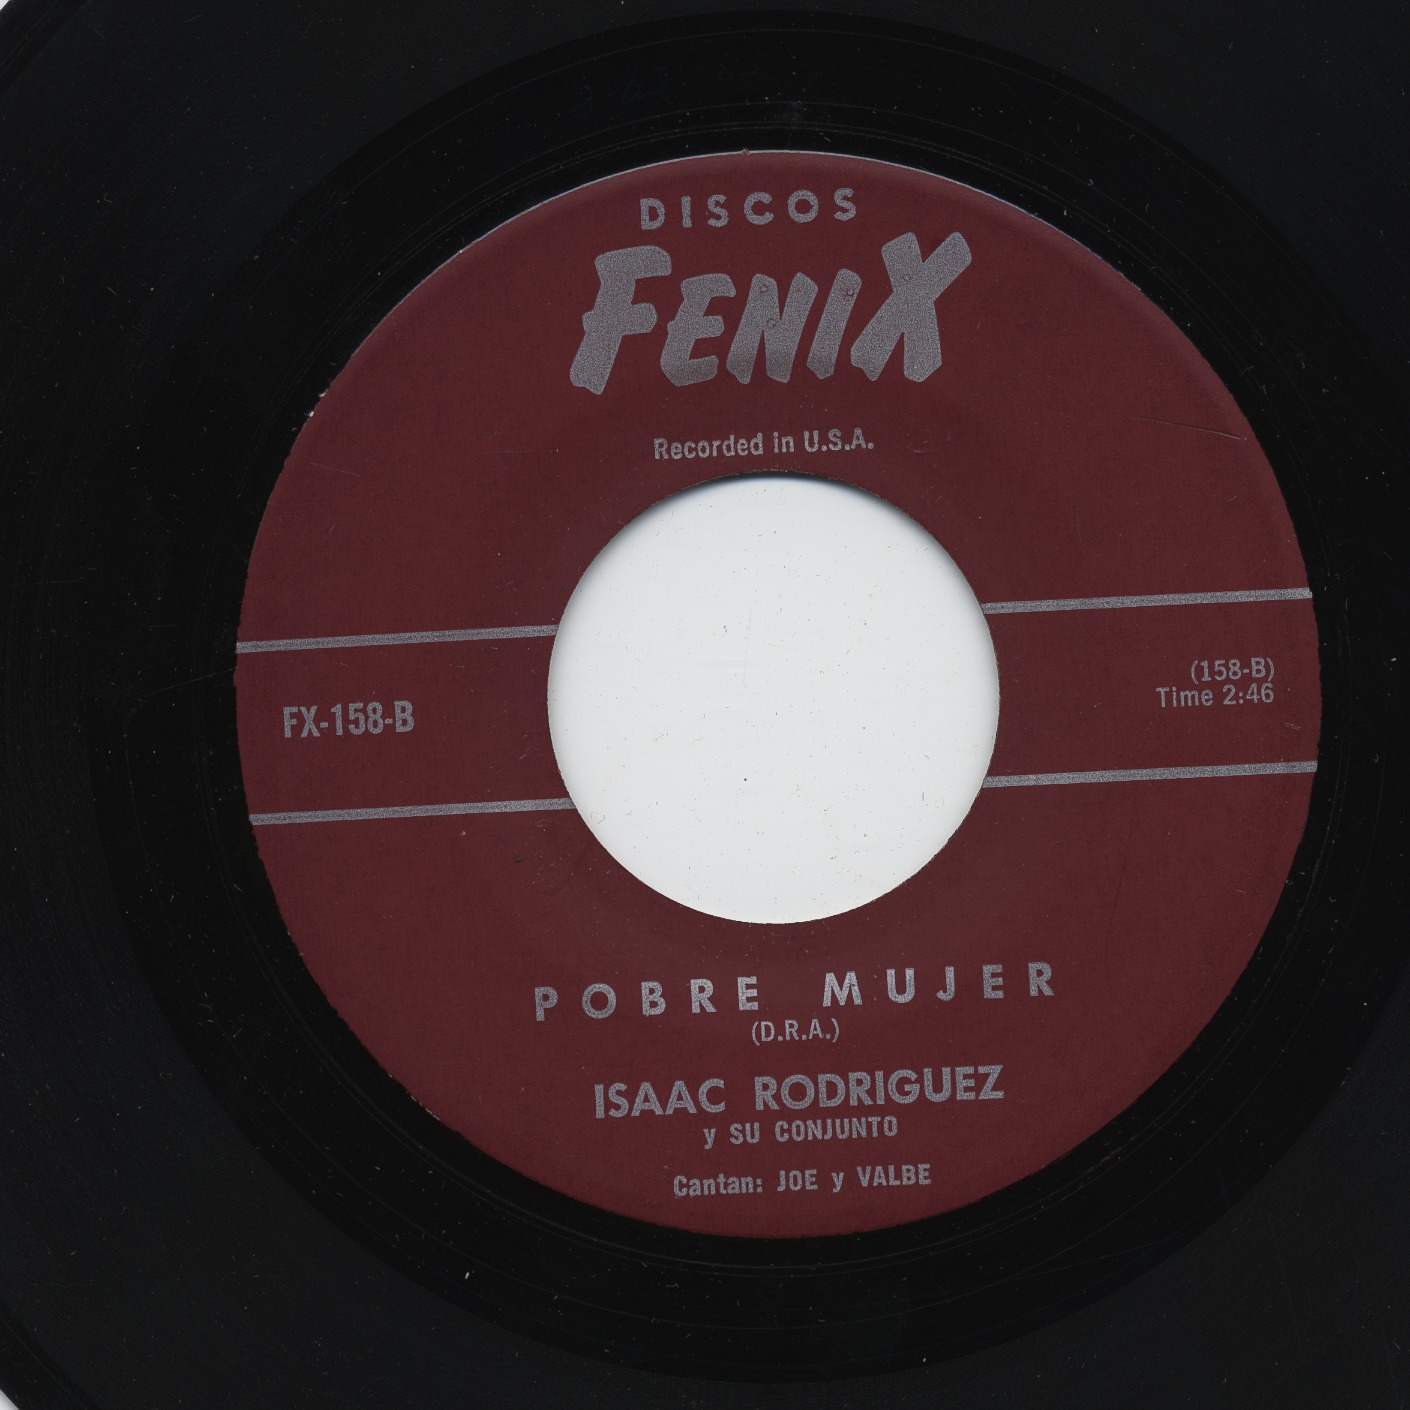 DISCOS
FENIX
Recorded in U.S.A.
FX-158-B
(158-B)
Time 2:46
POBRE MUJER
(D.R.A.)
ISAAC RODRIGUEZ
y SU CONJUNTO
Cantan: JOE y VALBE